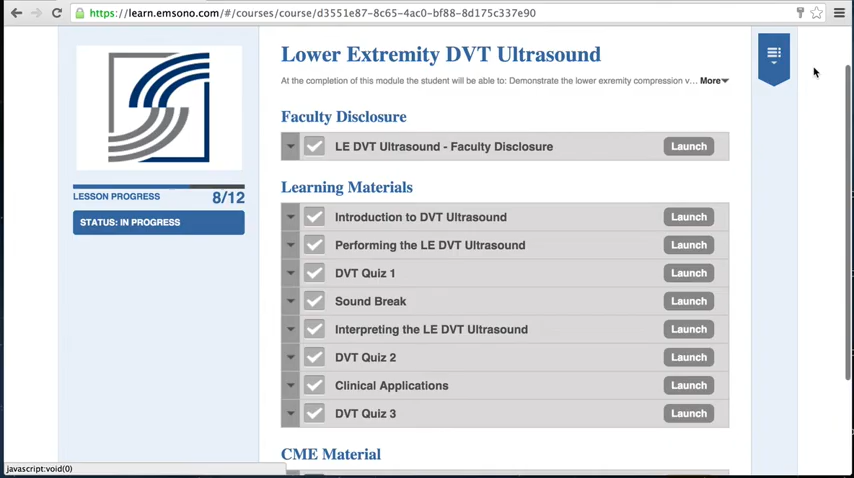 https://learn.emsono.com/#/courses/course/d3551e87-8c65-4ac0-bf88-8d175c337e90
Lower Extremity DVT Ultrasound
At the completion of this module the student will be able to: Demonstrate the lower exremity compression v... More
Faculty Disclosure
LE DVT Ultrasound - Faculty Disclosure Launch
Learning Materials
LESSON PROGRESS 8/12
STATUS: IN PROGRESS
Introduction to DVT Ultrasound Launch
Performing the LE DVT Ultrasound Launch
DVT Quiz 1 Launch
Sound Break Launch
Interpreting the LE DVT Ultrasound Launch
DVT Quiz 2 Launch
Clinical Applications Launch
DVT Quiz 3 Launch
CME Material
javascript:void(0)